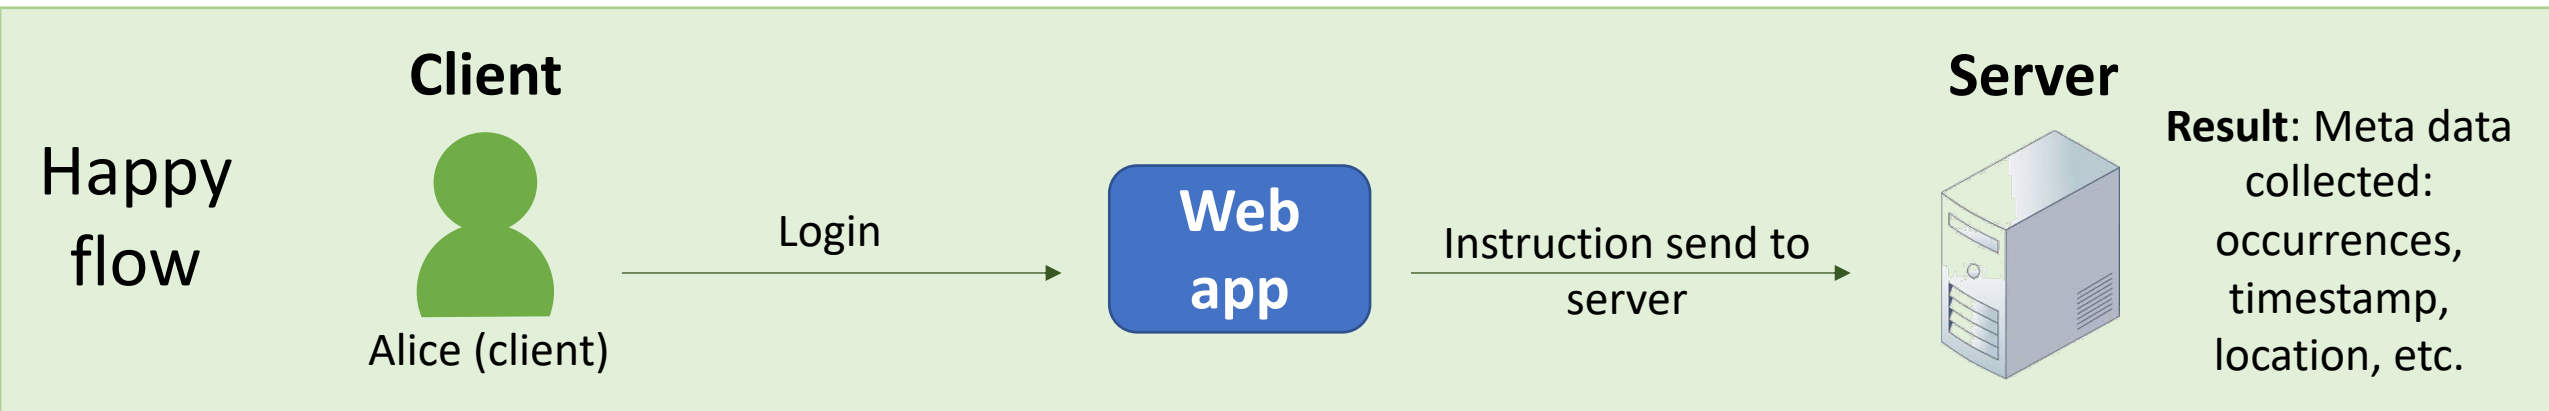 Happy
flow
Client
Alice (client)
Login
Web
app
Instruction send to
server
Server
Result: Meta data
collected:
occurrences,
timestamp,
location, etc.